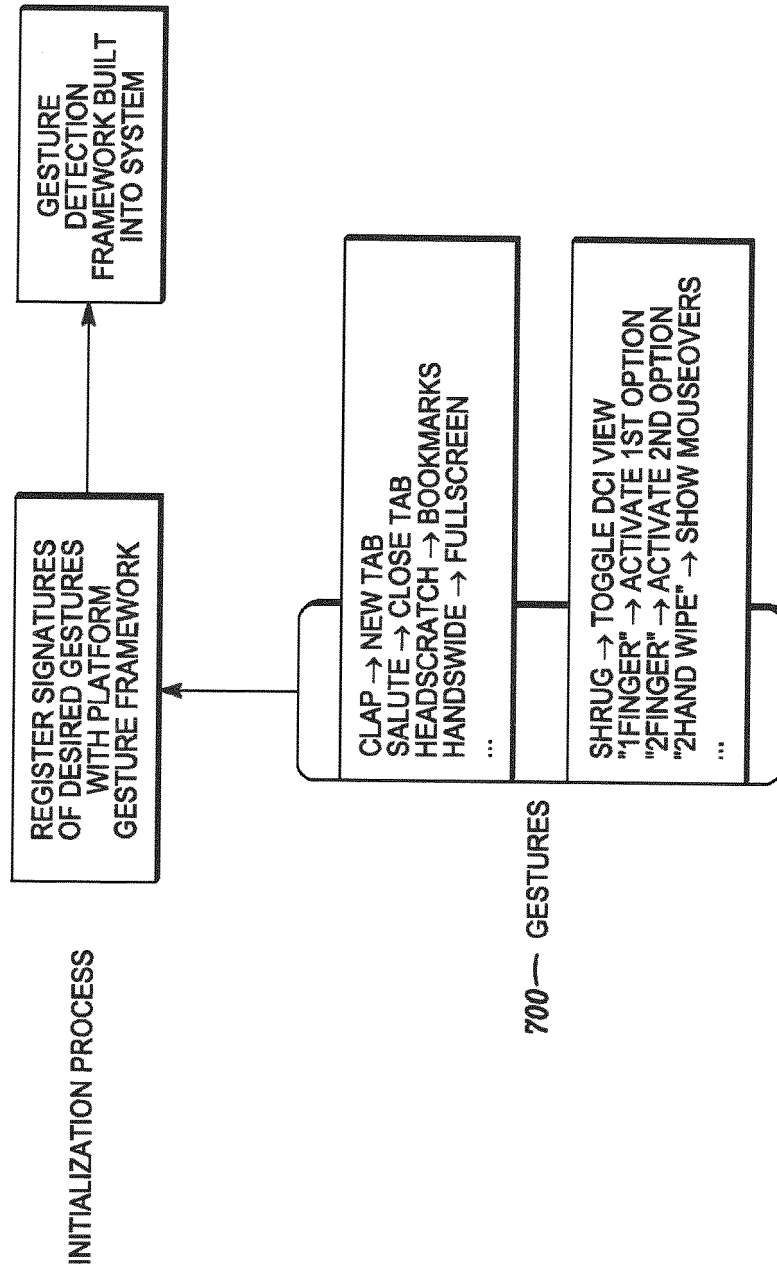 INITIALIZATION PROCESS
REGISTER SIGNATURES
OF DESIRED GESTURES
WITH PLATFORM
GESTURE FRAMEWORK
GESTURE
DETECTION
FRAMEWORK BUILT
INTO SYSTEM
700 GESTURES
CLAP → NEW TAB
SALUTE → CLOSE TAB
HEADSCRATCH → BOOKMARKS
HANDSWIDE → FULLSCREEN
...
SHRUG → TOGGLE DCI VIEW
"1FINGER" → ACTIVATE 1ST OPTION
"2FINGER" → ACTIVATE 2ND OPTION
"2HAND WIPE" → SHOW MOUSEOVERS
...